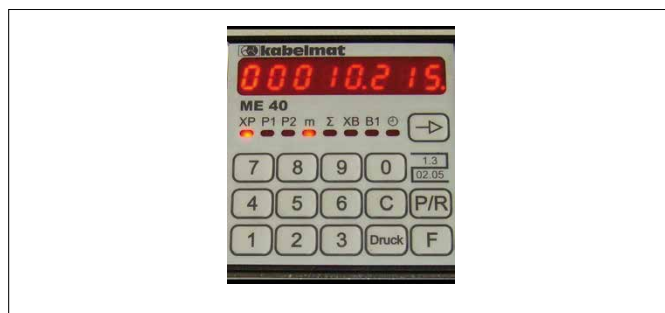 kabelmat
00010.215.
ME 40
XP P1 P2 m Σ XB B1
7 8 9 0 1.3
02.05
4 5 6 C P/R
1 2 3 Druck F